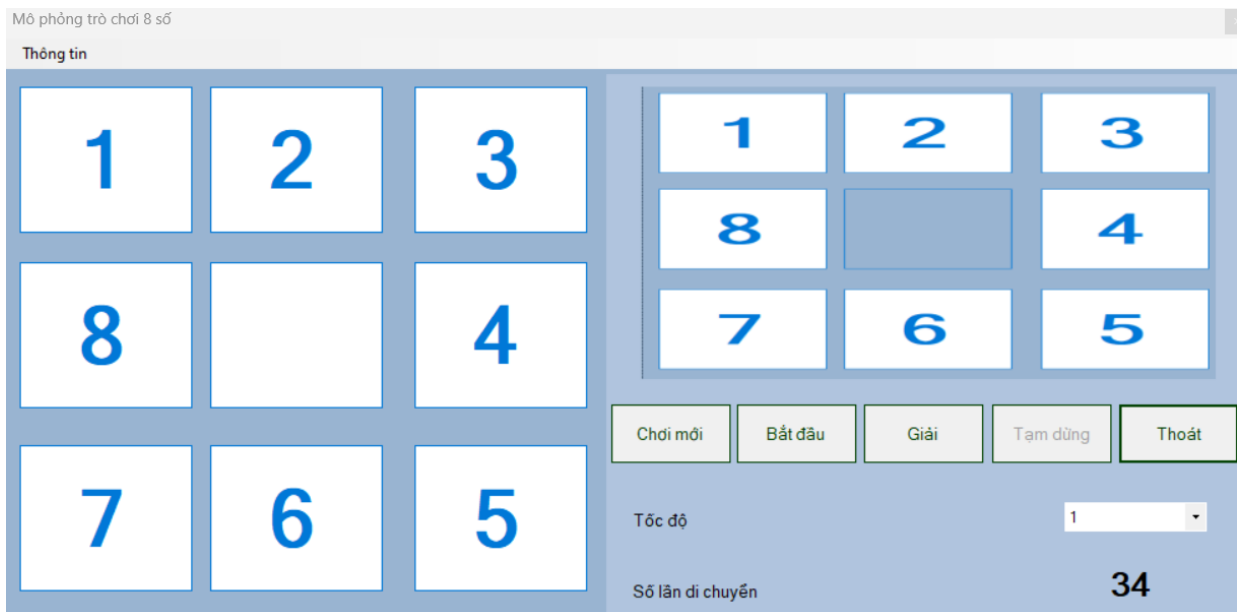 Mô phỏng trò chơi 8 số
Thông tin
1 2 3
8 4
7 6 5
1 2 3
8 4
7 6 5
Chơi mới Bắt đầu Giải Tạm dừng Thoát
Tốc độ 1
Số lần di chuyển 34